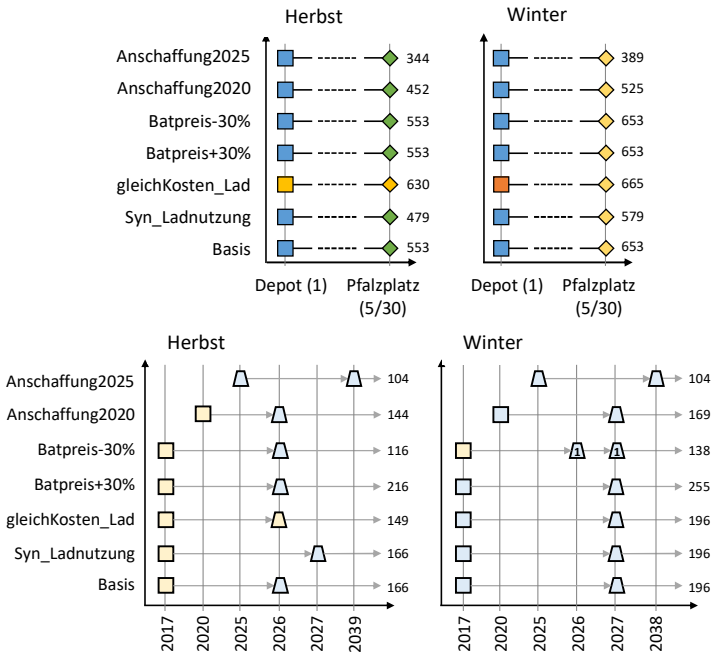 Herbst Winter
Anschaffung2025 344 389
Anschaffung2020 452 525
Batpreis-30% 553 653
Batpreis+30% 553 653
gleichKosten_Lad 630 665
Syn_Ladnutzung 479 579
Basis 553 653
Depot (1) Pfalzplatz Depot (1) Pfalzplatz
(5/30) (5/30)
Herbst Winter
Anschaffung2025 104 104
Anschaffung2020 144 169
Batpreis-30% 116 1 1 138
Batpreis+30% 216 255
gleichKosten_Lad 149 196
Syn_Ladnutzung 166 196
Basis 166 196
2017 2020 2025 2026 2027 2039 2017 2020 2025 2026 2027 2038